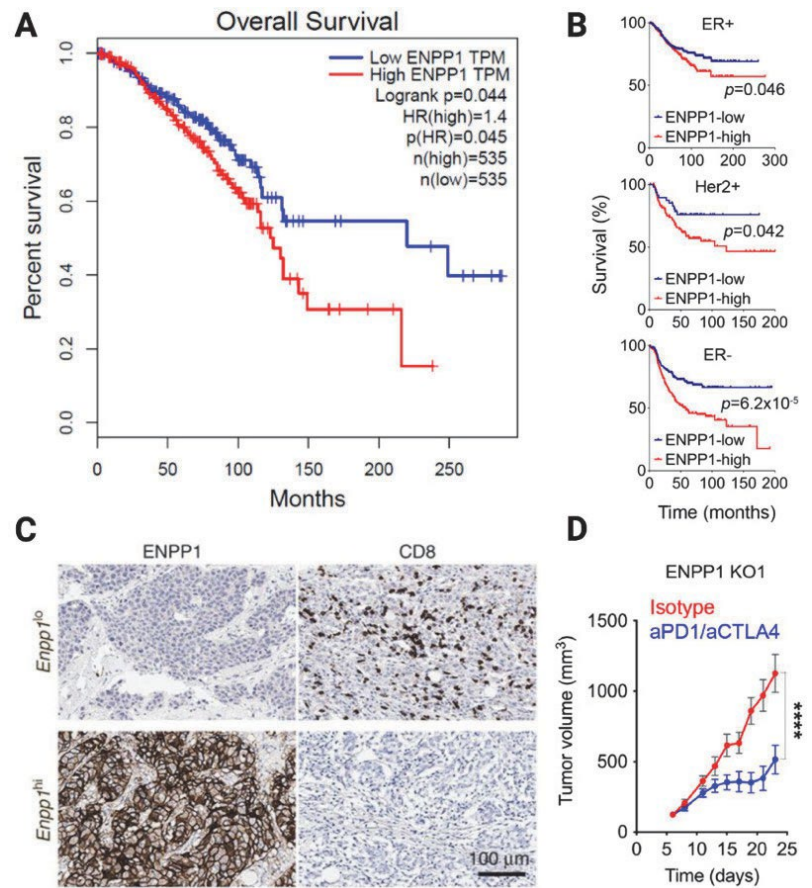 A
Overall Survival
Percent survival
1.0
0.8
0.6
0.4
0.2
0.0
Low ENPP1 TPM
High ENPP1 TPM
Logrank p=0.044
HR(high)=1.4
p(HR)=0.045
n(high)=535
n(low)=535
0 50 100 150 200 250
Months
B
Survival (%)
ER+
100
50
0
p=0.046
ENPP1-low
ENPP1-high
0 100 200 300
Her2+
100
50
0
p=0.042
ENPP1-low
ENPP1-high
0 50 100 150 200
ER-
100
50
0
p=6.2x10⁻⁵
ENPP1-low
ENPP1-high
0 50 100 150 200
Time (months)
C
ENPP1 CD8
Enpp1ˡᵒ
Enpp1ʰⁱ
100 µm
D
ENPP1 KO1
Isotype
aPD1/aCTLA4
Tumor volume (mm³)
1500
1000
500
0
****
0 5 10 15 20 25
Time (days)